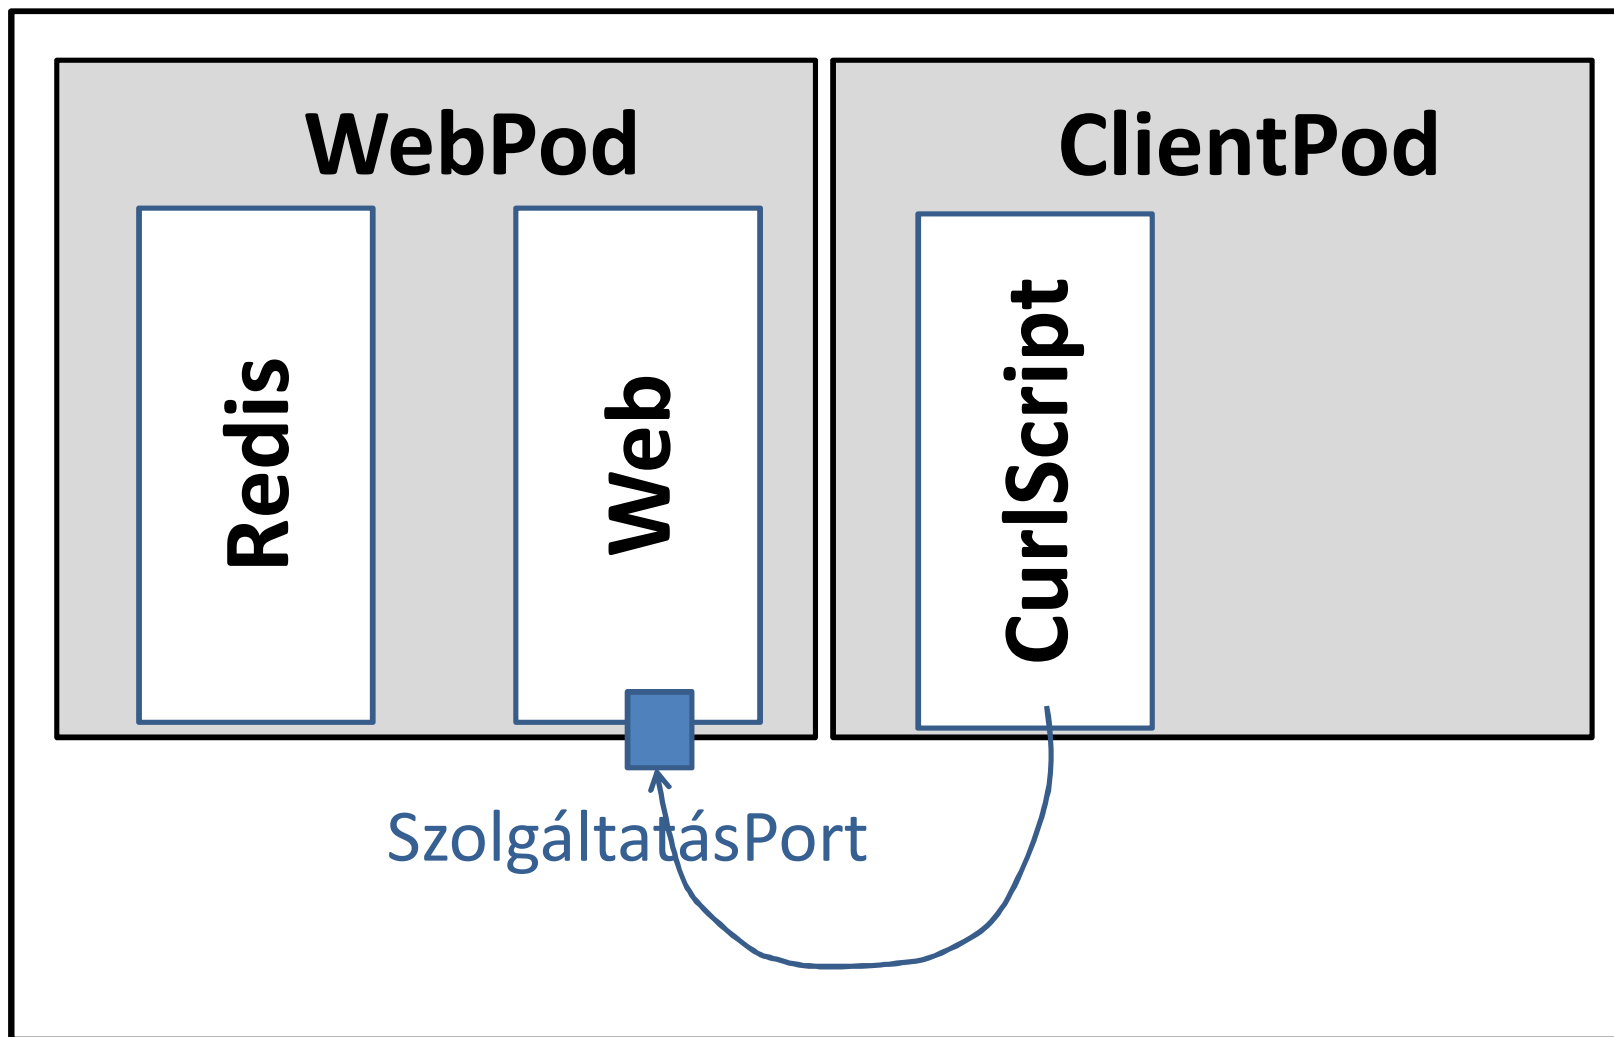 WebPod
ClientPod
Redis
Web
CurlScript
SzolgáltatásPort